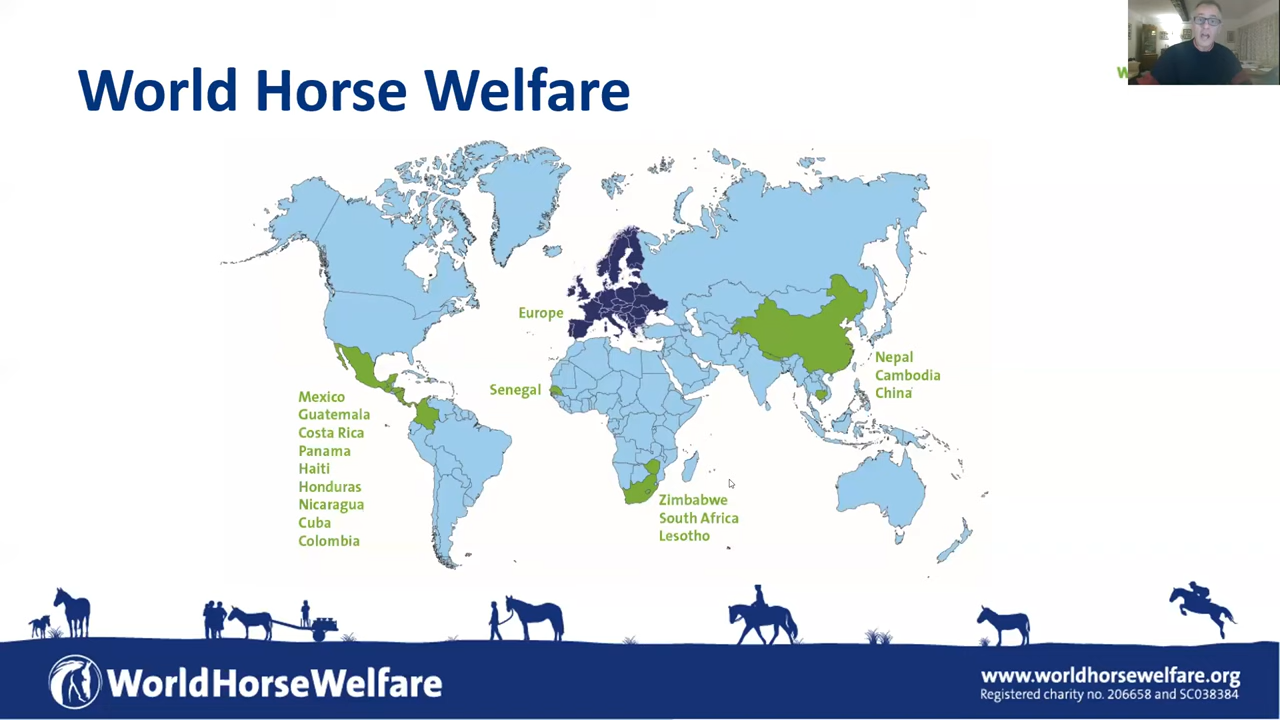 World Horse Welfare
W
Europe
Senegal
Mexico
Guatemala
Costa Rica
Panama
Haiti
Honduras
Nicaragua
Cuba
Colombia
Nepal
Cambodia
China
Zimbabwe
South Africa
Lesotho
WorldHorseWelfare
www.worldhorsewelfare.org
Registered charity no. 206658 and SC038384